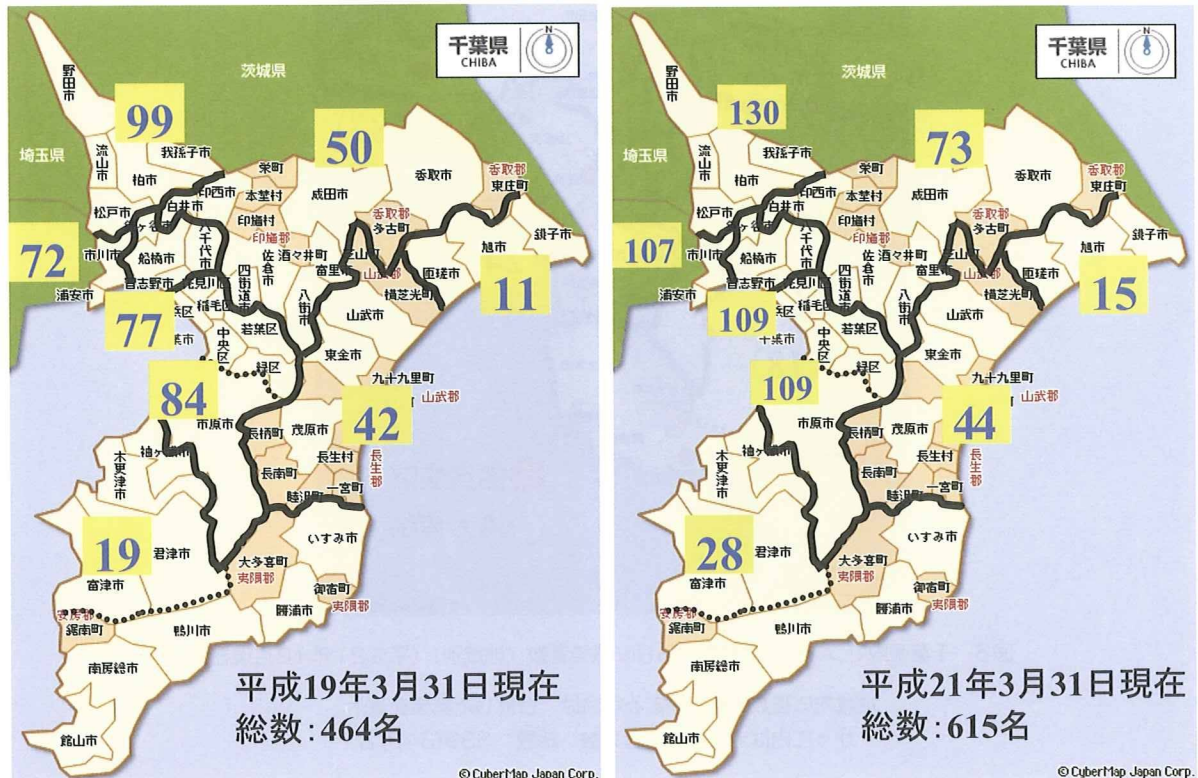 千葉県
CHIBA
N
茨城県
埼玉県
野田市
99
流山市
我孫子市
柏市
50
栄町
香取市
香取郡
東庄町
印西市
本埜村
成田市
白井市
松戸市
印旛村
香取郡
多古町
銚子市
72
市川市
八千代市
印旛郡
酒々井町
旭市
船橋市
佐倉市
富里市
山武郡
匝瑳市
11
浦安市
習志野市
花見川区
四街道市
八街市
横芝光町
77
稲毛区
山武市
若葉区
中央区
東金市
緑区
84
九十九里町
山武郡
42
市原市
茂原市
長柄町
長生村
長生郡
木更津市
長南町
睦沢町
一宮町
19
君津市
いすみ市
大多喜町
夷隅郡
富津市
御宿町
夷隅郡
安房郡
勝浦市
鋸南町
鴨川市
南房総市
平成19年3月31日現在
総数：464名
館山市
© CyberMap Japan Corp.
千葉県
CHIBA
N
茨城県
埼玉県
野田市
130
流山市
我孫子市
柏市
73
栄町
香取市
香取郡
東庄町
印西市
本埜村
成田市
白井市
松戸市
印旛村
香取郡
多古町
銚子市
107
市川市
八千代市
印旛郡
酒々井町
旭市
船橋市
佐倉市
富里市
山武郡
匝瑳市
15
浦安市
習志野市
花見川区
四街道市
八街市
横芝光町
109
稲毛区
山武市
若葉区
中央区
東金市
緑区
109
九十九里町
山武郡
44
市原市
茂原市
長柄町
長生村
長生郡
木更津市
長南町
睦沢町
一宮町
28
君津市
いすみ市
大多喜町
夷隅郡
富津市
御宿町
夷隅郡
安房郡
勝浦市
鋸南町
鴨川市
南房総市
平成21年3月31日現在
総数：615名
館山市
© CyberMap Japan Corp.